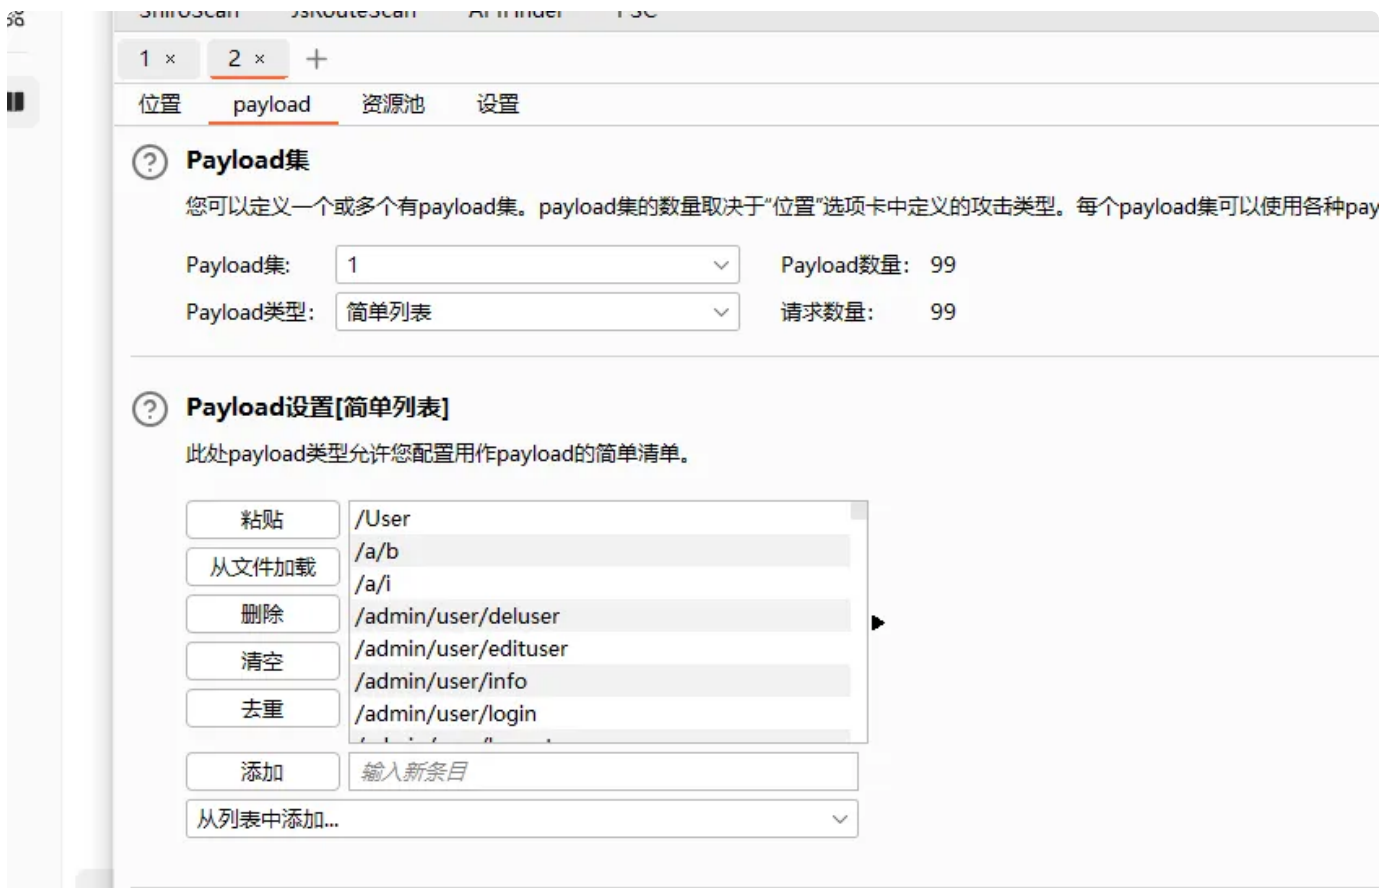 ShiroScan JsRouteScan APIFinder FSC
1 × 2 × +
位置 payload 资源池 设置
? Payload集
您可以定义一个或多个有payload集。payload集的数量取决于“位置”选项卡中定义的攻击类型。每个payload集可以使用各种pay
Payload集: 1 Payload数量: 99
Payload类型: 简单列表 请求数量: 99
? Payload设置[简单列表]
此处payload类型允许您配置用作payload的简单清单。
粘贴 /User
/a/b
从文件加载 /a/i
删除 /admin/user/deluser
/admin/user/edituser
清空 /admin/user/info
去重 /admin/user/login
添加 输入新条目
从列表中添加...